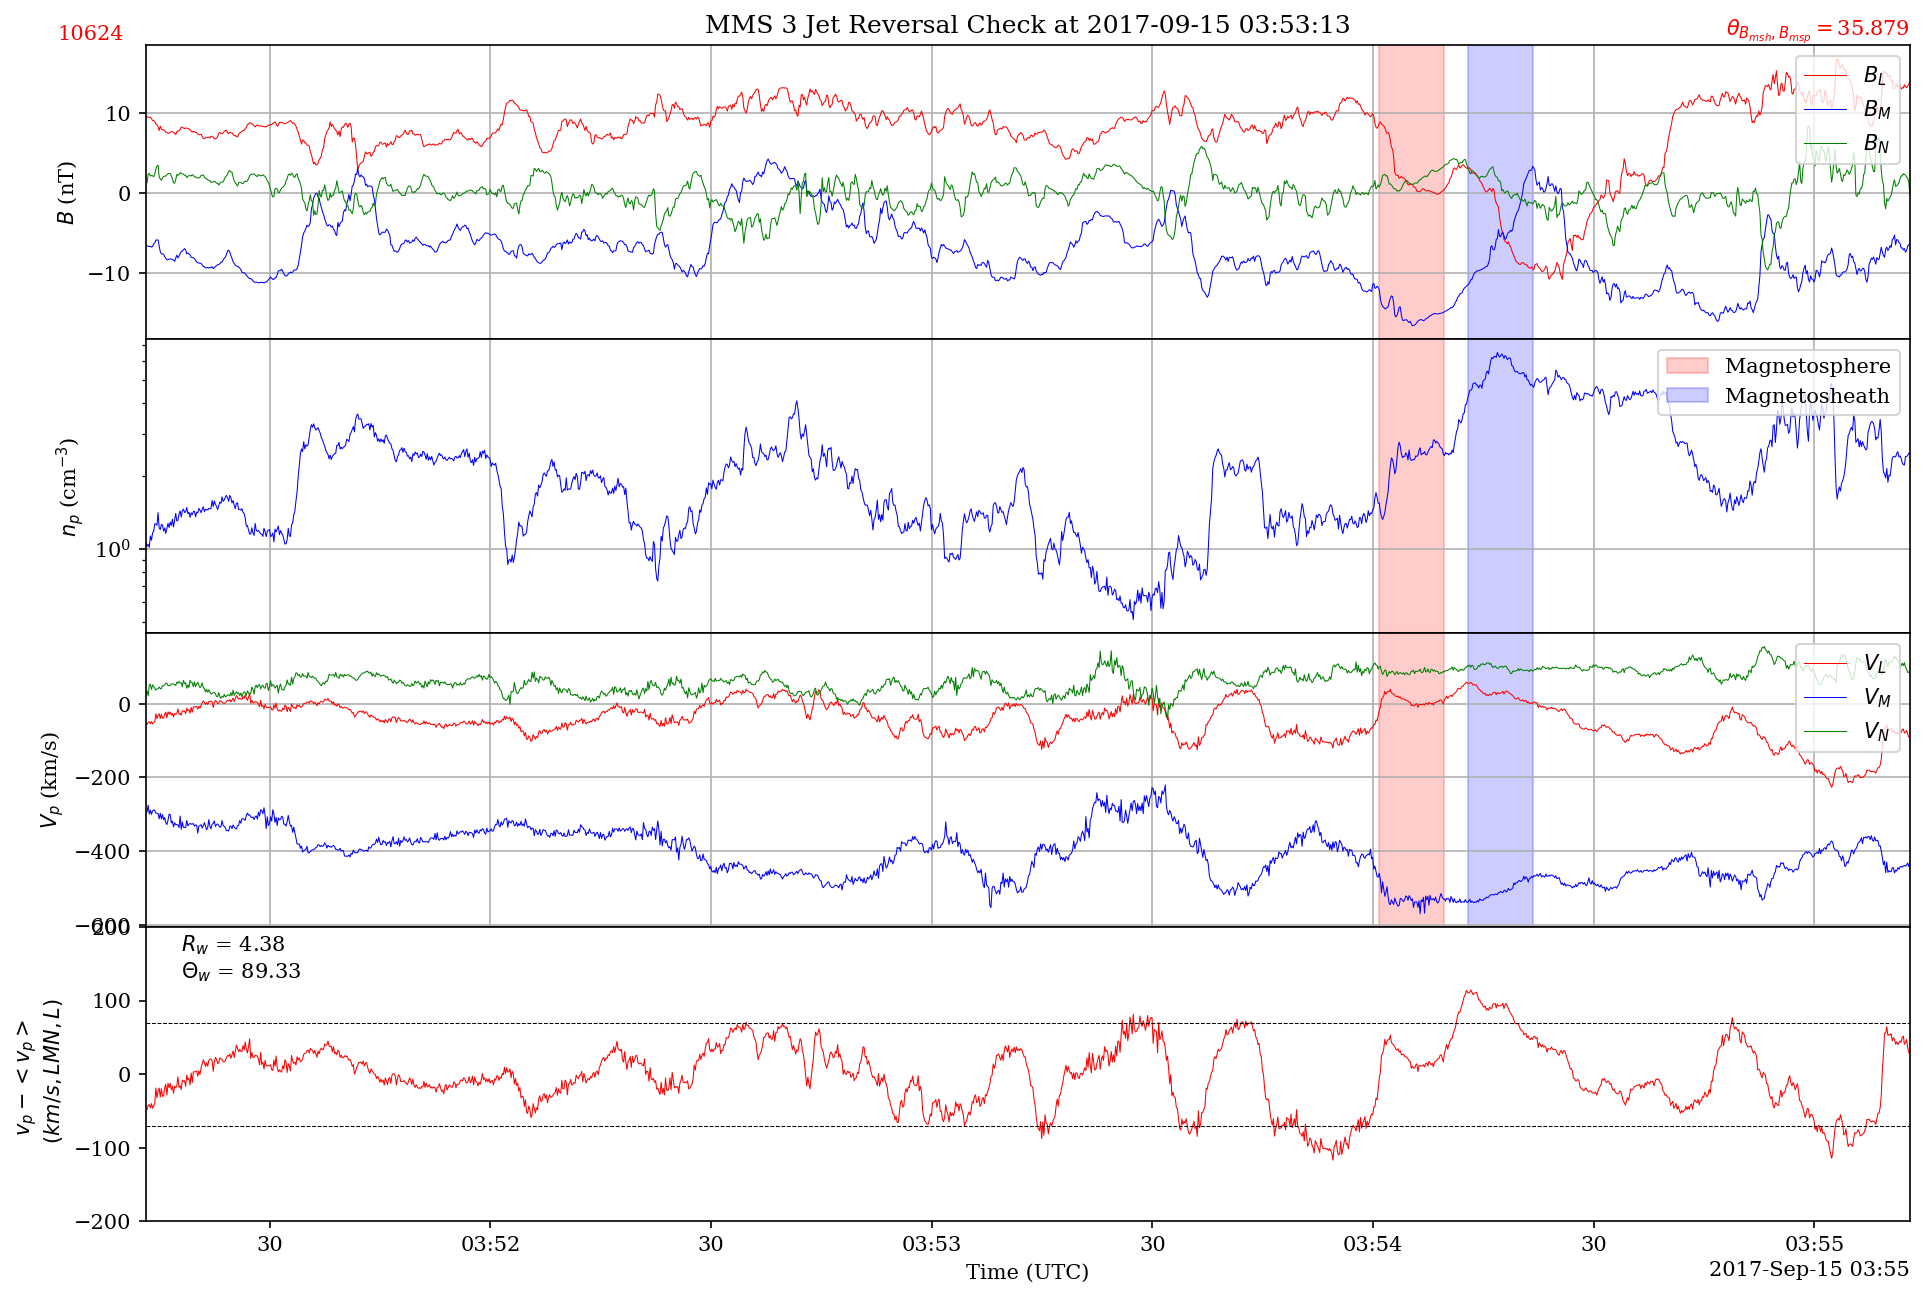 MMS 3 Jet Reversal Check at 2017-09-15 03:53:13
10624
θ_{B_{msh}, B_{msp}} = 35.879
B (nT)
10
0
−10
B_L
B_M
B_N
n_p (cm⁻³)
10⁰
Magnetosphere
Magnetosheath
V_p (km/s)
0
−200
−400
−600
V_L
V_M
V_N
v_p − < v_p >
(km/s, LMN, L)
200
100
0
−100
−200
R_w = 4.38
Θ_w = 89.33
30
03:52
30
03:53
30
03:54
30
03:55
Time (UTC)
2017-Sep-15 03:55